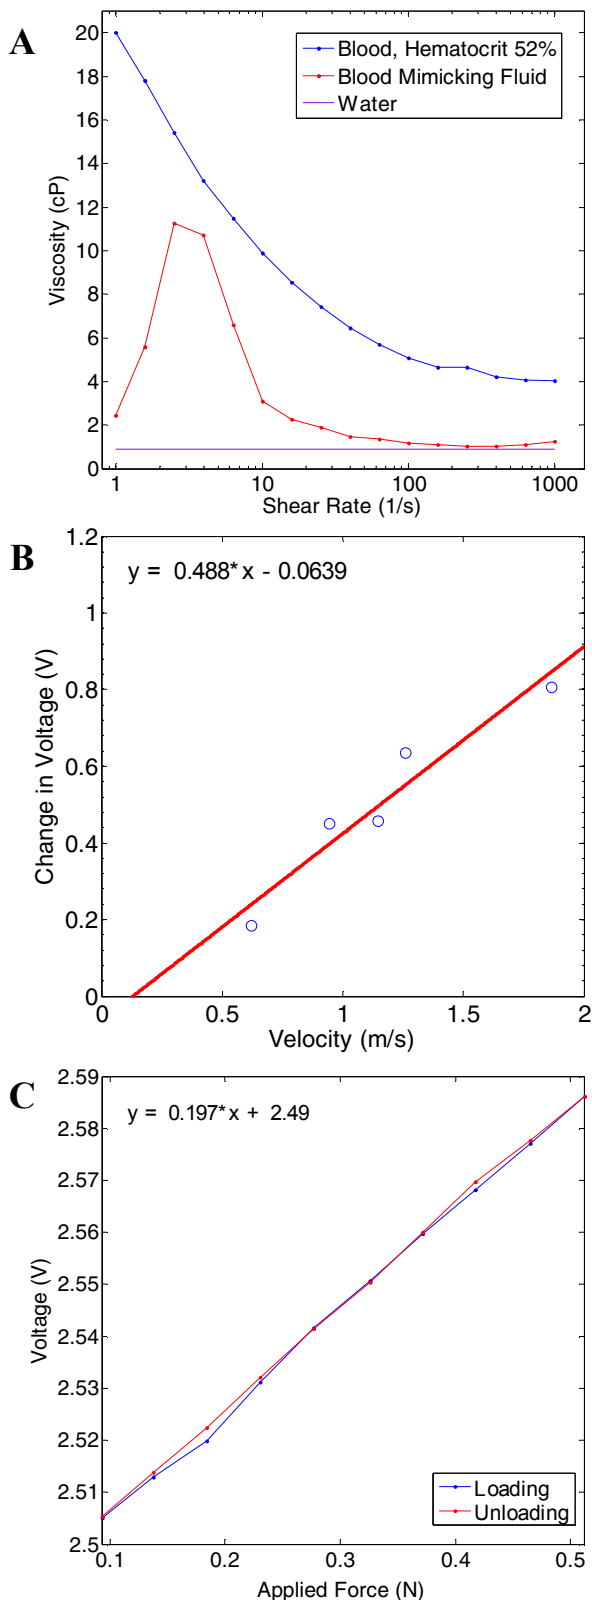 A
20
18
16
14
12
10
8
6
4
2
0
Viscosity (cP)
Blood, Hematocrit 52%
Blood Mimicking Fluid
Water
1 10 100 1000
Shear Rate (1/s)
B
1.2
1
0.8
0.6
0.4
0.2
0
Change in Voltage (V)
y = 0.488*x - 0.0639
0 0.5 1 1.5 2
Velocity (m/s)
C
2.59
2.58
2.57
2.56
2.55
2.54
2.53
2.52
2.51
2.5
Voltage (V)
y = 0.197*x + 2.49
Loading
Unloading
0.1 0.2 0.3 0.4 0.5
Applied Force (N)